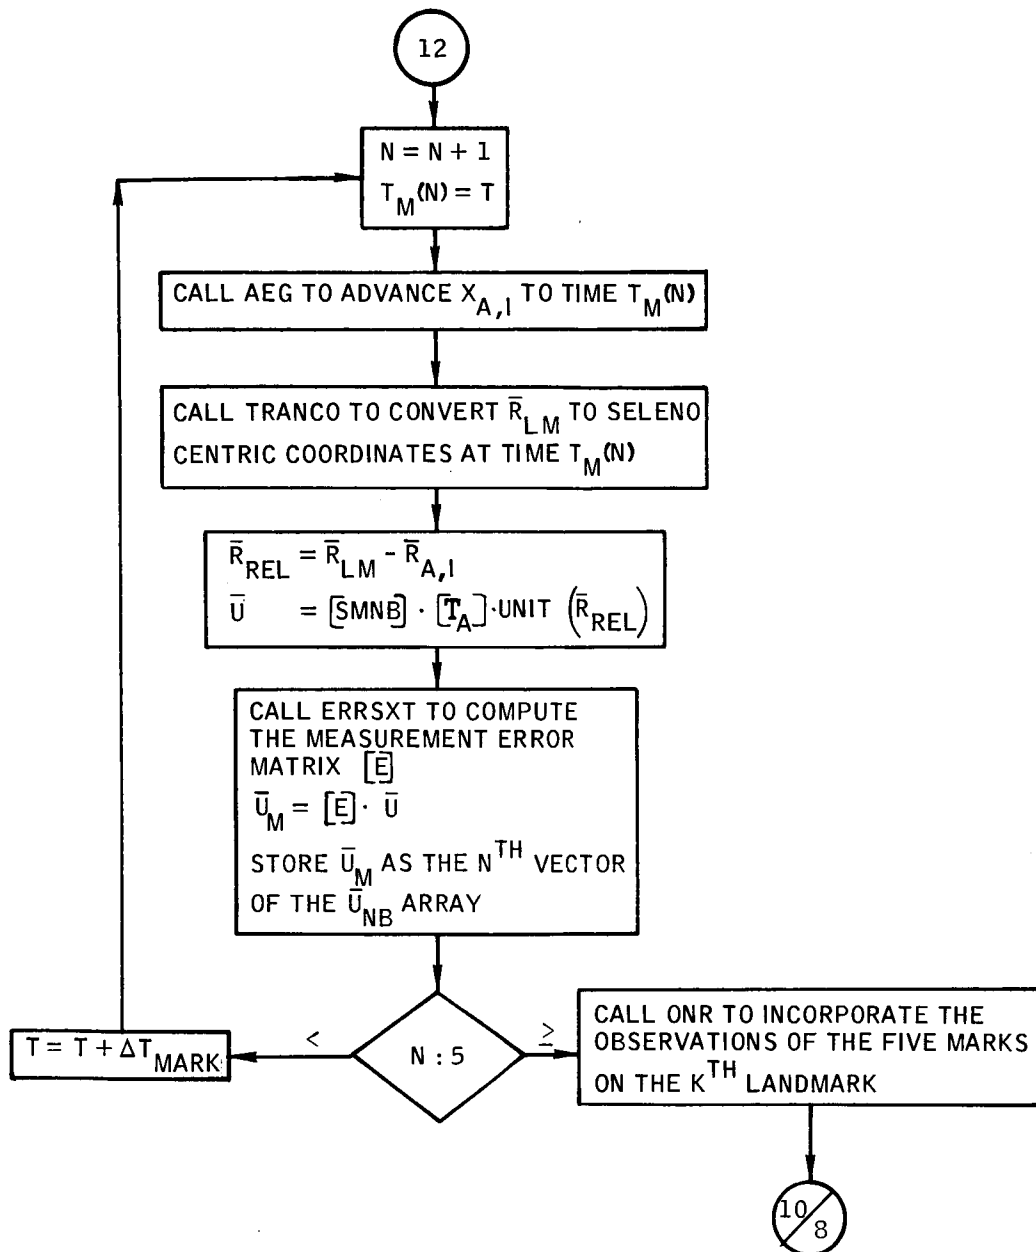 12
N = N + 1
T_M(N) = T
CALL AEG TO ADVANCE X_A,I TO TIME T_M(N)
CALL TRANCO TO CONVERT R̄_LM TO SELENO
CENTRIC COORDINATES AT TIME T_M(N)
R̄_REL = R̄_LM - R̄_A,I
Ū = [SMNB] · [T_A] · UNIT (R̄_REL)
CALL ERRSXT TO COMPUTE
THE MEASUREMENT ERROR
MATRIX [E]
Ū_M = [E] · Ū
STORE Ū_M AS THE N^TH VECTOR
OF THE Ū_NB ARRAY
N : 5
<
T = T + ΔT_MARK
≥
CALL ONR TO INCORPORATE THE
OBSERVATIONS OF THE FIVE MARKS
ON THE K^TH LANDMARK
10/8